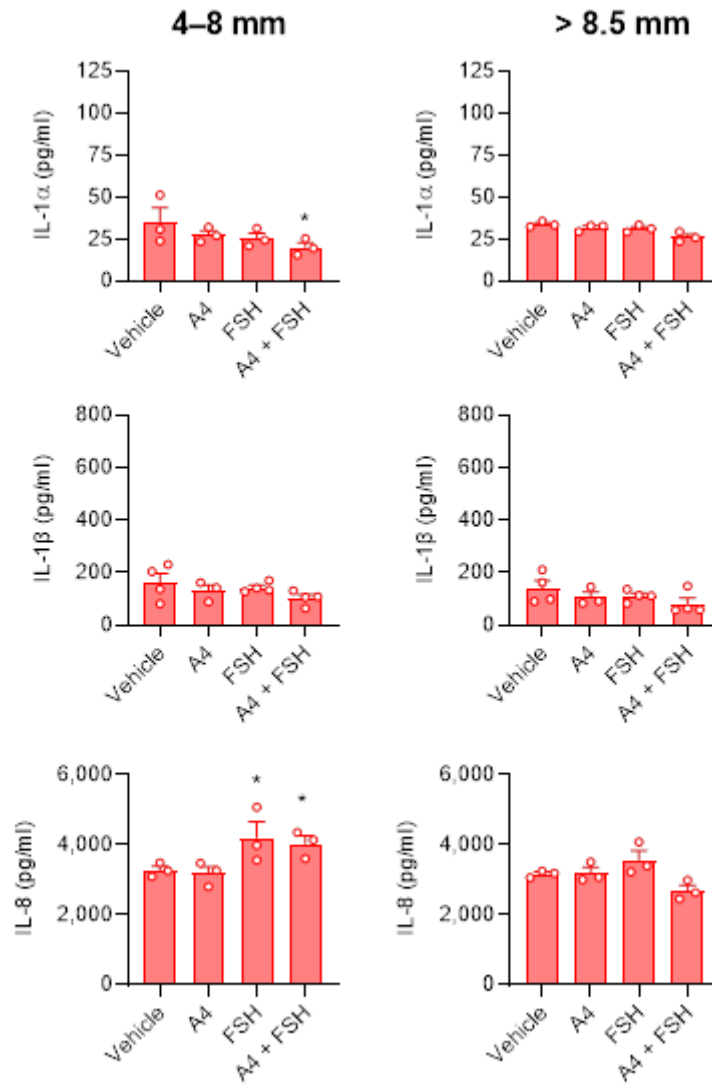 4–8 mm
> 8.5 mm
IL-1α (pg/ml)
125
100
75
50
25
0
*
Vehicle
A4
FSH
A4 + FSH
IL-1α (pg/ml)
125
100
75
50
25
0
Vehicle
A4
FSH
A4 + FSH
IL-1β (pg/ml)
800
600
400
200
0
Vehicle
A4
FSH
A4 + FSH
IL-1β (pg/ml)
800
600
400
200
0
Vehicle
A4
FSH
A4 + FSH
IL-8 (pg/ml)
6,000
4,000
2,000
0
*
*
Vehicle
A4
FSH
A4 + FSH
IL-8 (pg/ml)
6,000
4,000
2,000
0
Vehicle
A4
FSH
A4 + FSH